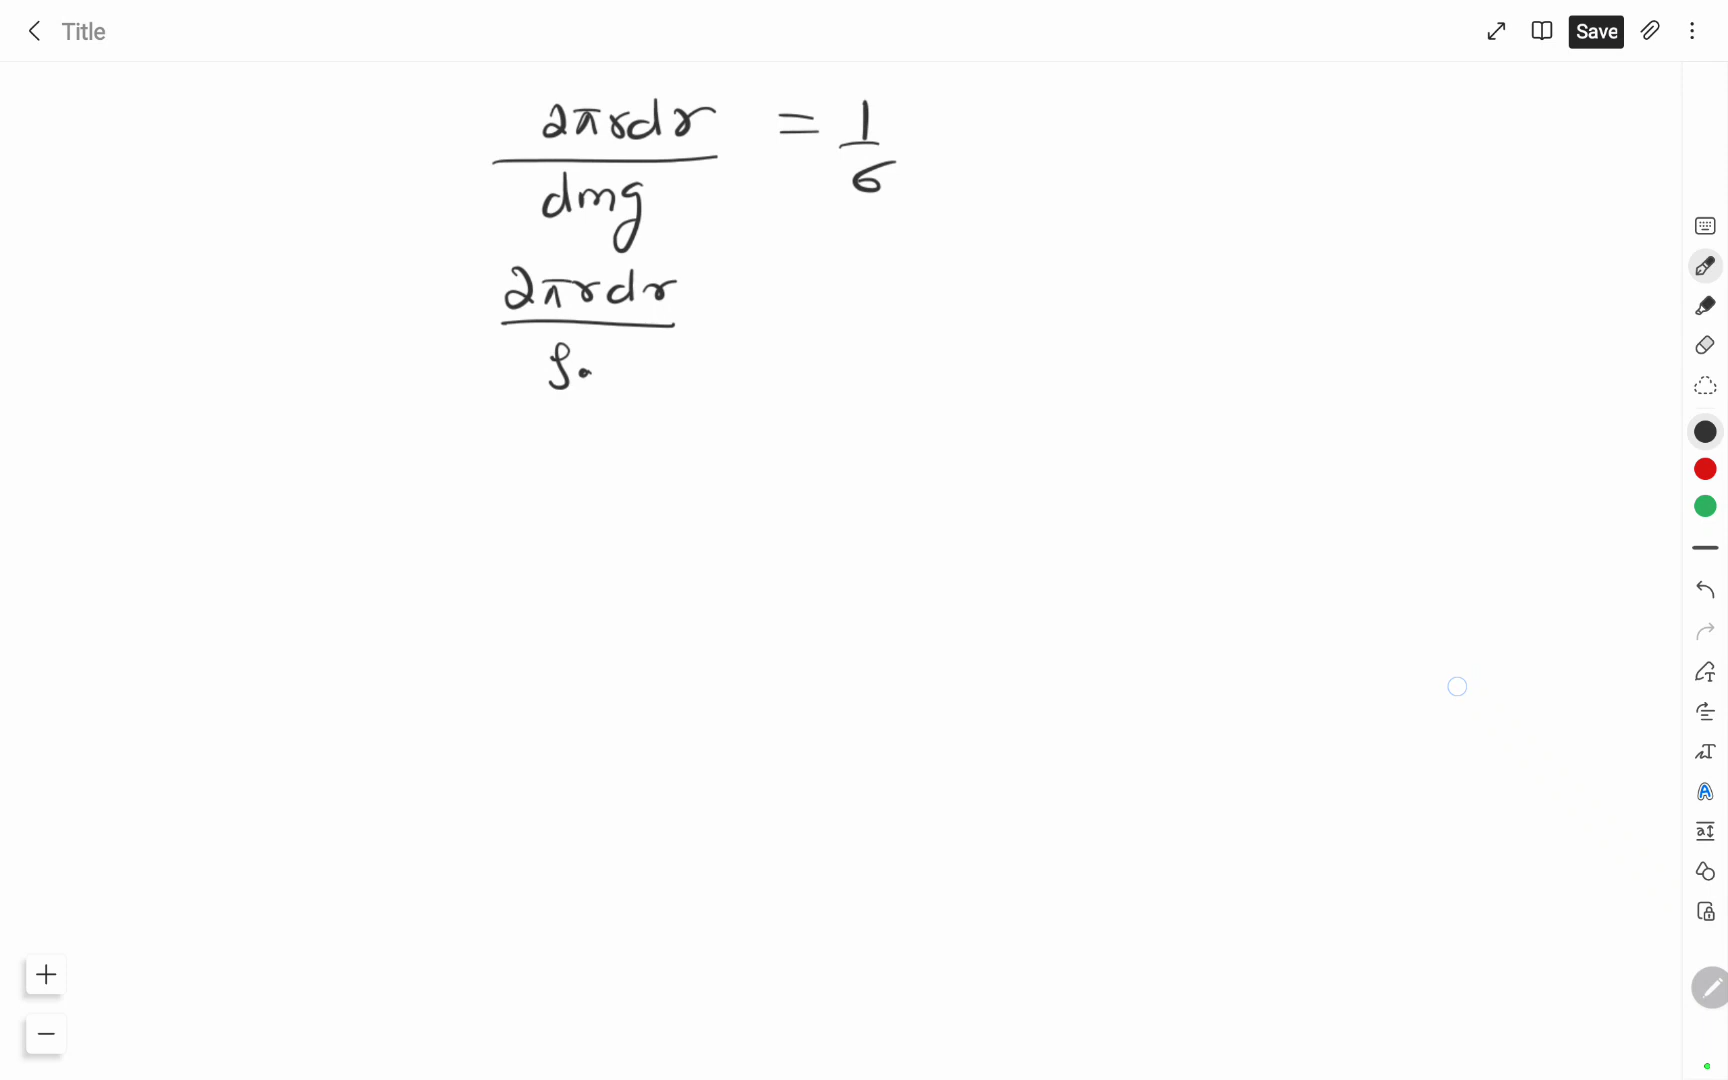 Title
Save
2πrdr / dmg = 1/6
2πrdr / ρ.